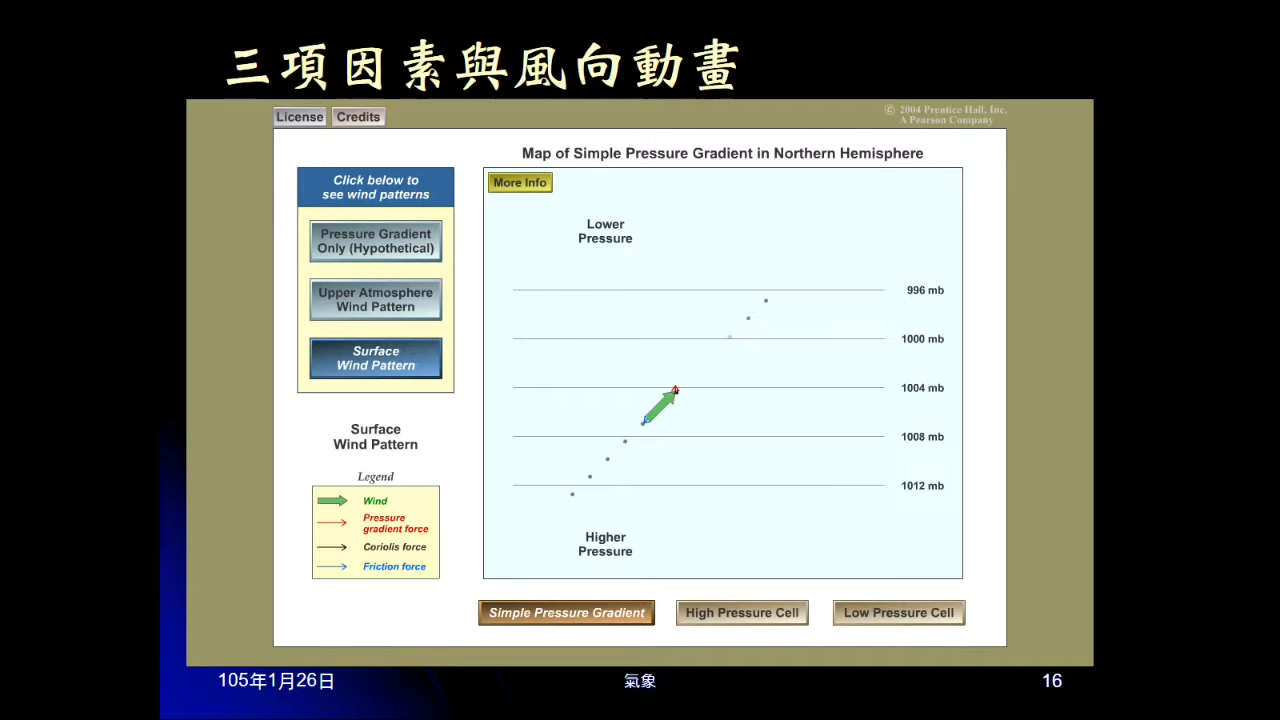 三項因素與風向動畫
License
Credits
© 2004 Prentice Hall, Inc.
A Pearson Company
Map of Simple Pressure Gradient in Northern Hemisphere
Click below to
see wind patterns
Pressure Gradient
Only (Hypothetical)
Upper Atmosphere
Wind Pattern
Surface
Wind Pattern
Surface
Wind Pattern
Legend
Wind
Pressure
gradient force
Coriolis force
Friction force
More Info
Lower
Pressure
996 mb
1000 mb
1004 mb
1008 mb
1012 mb
Higher
Pressure
Simple Pressure Gradient
High Pressure Cell
Low Pressure Cell
105年1月26日
氣象
16